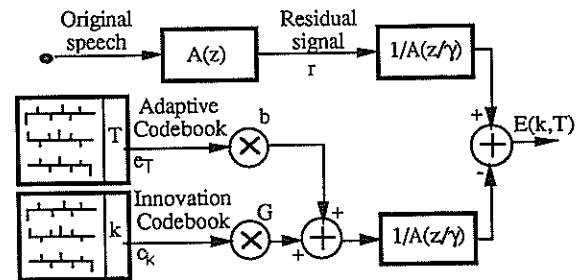 Original
speech
A(z)
Residual
signal
r
1/A(z/γ)
+
E(k,T)
-
T
Adaptive
Codebook
e_T
b
k
Innovation
Codebook
c_k
G
+
+
1/A(z/γ)